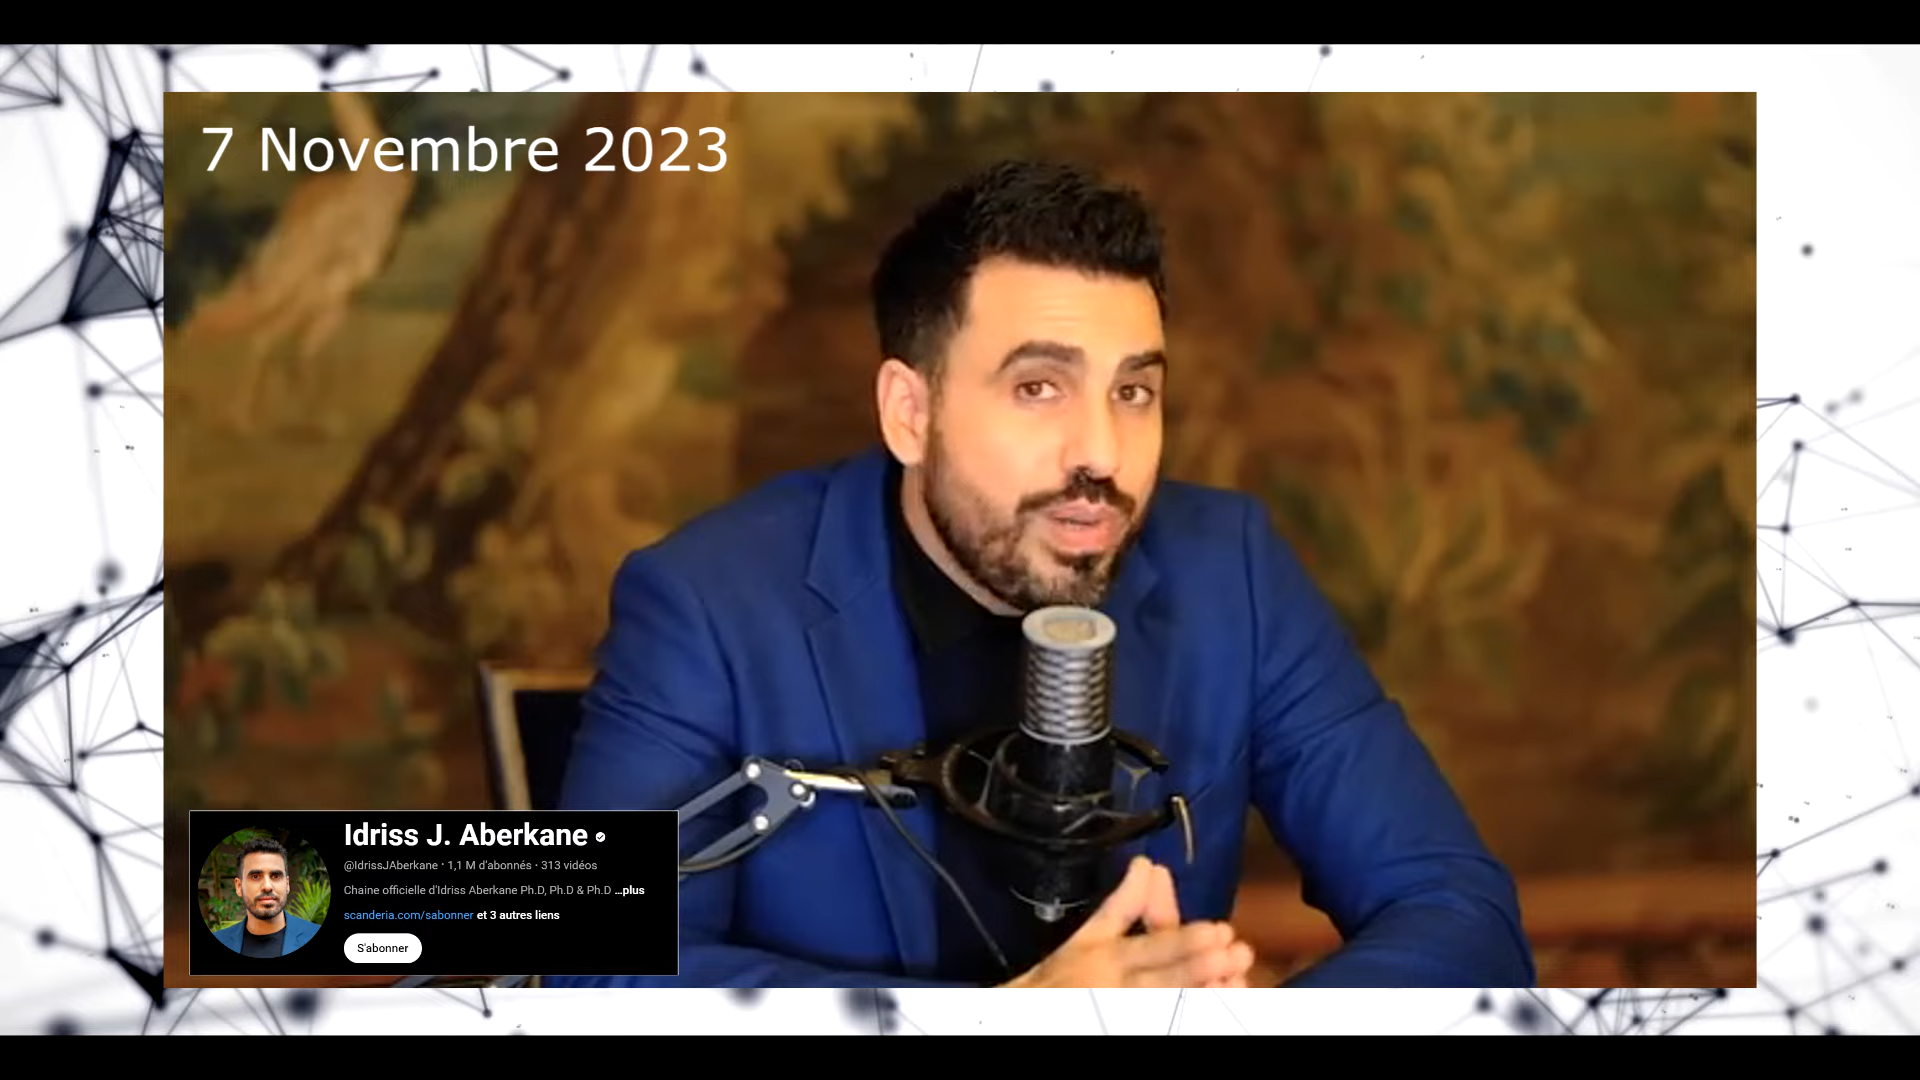 7 Novembre 2023
Idriss J. Aberkane
@IdrissJAberkane · 1,1 M d'abonnés · 313 vidéos
Chaine officielle d'Idriss Aberkane Ph.D, Ph.D & Ph.D ...plus
scanderia.com/sabonner et 3 autres liens
S'abonner